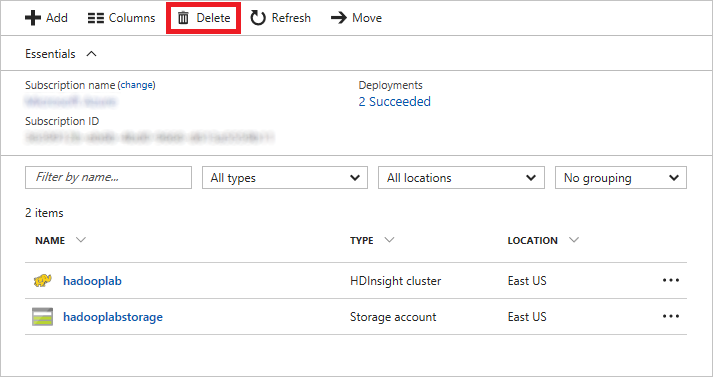 Add Columns Delete Refresh Move
Essentials
Subscription name (change) Deployments
2 Succeeded
Subscription ID
Filter by name... All types All locations No grouping
2 items
NAME TYPE LOCATION
hadooplab HDInsight cluster East US
hadooplabstorage Storage account East US